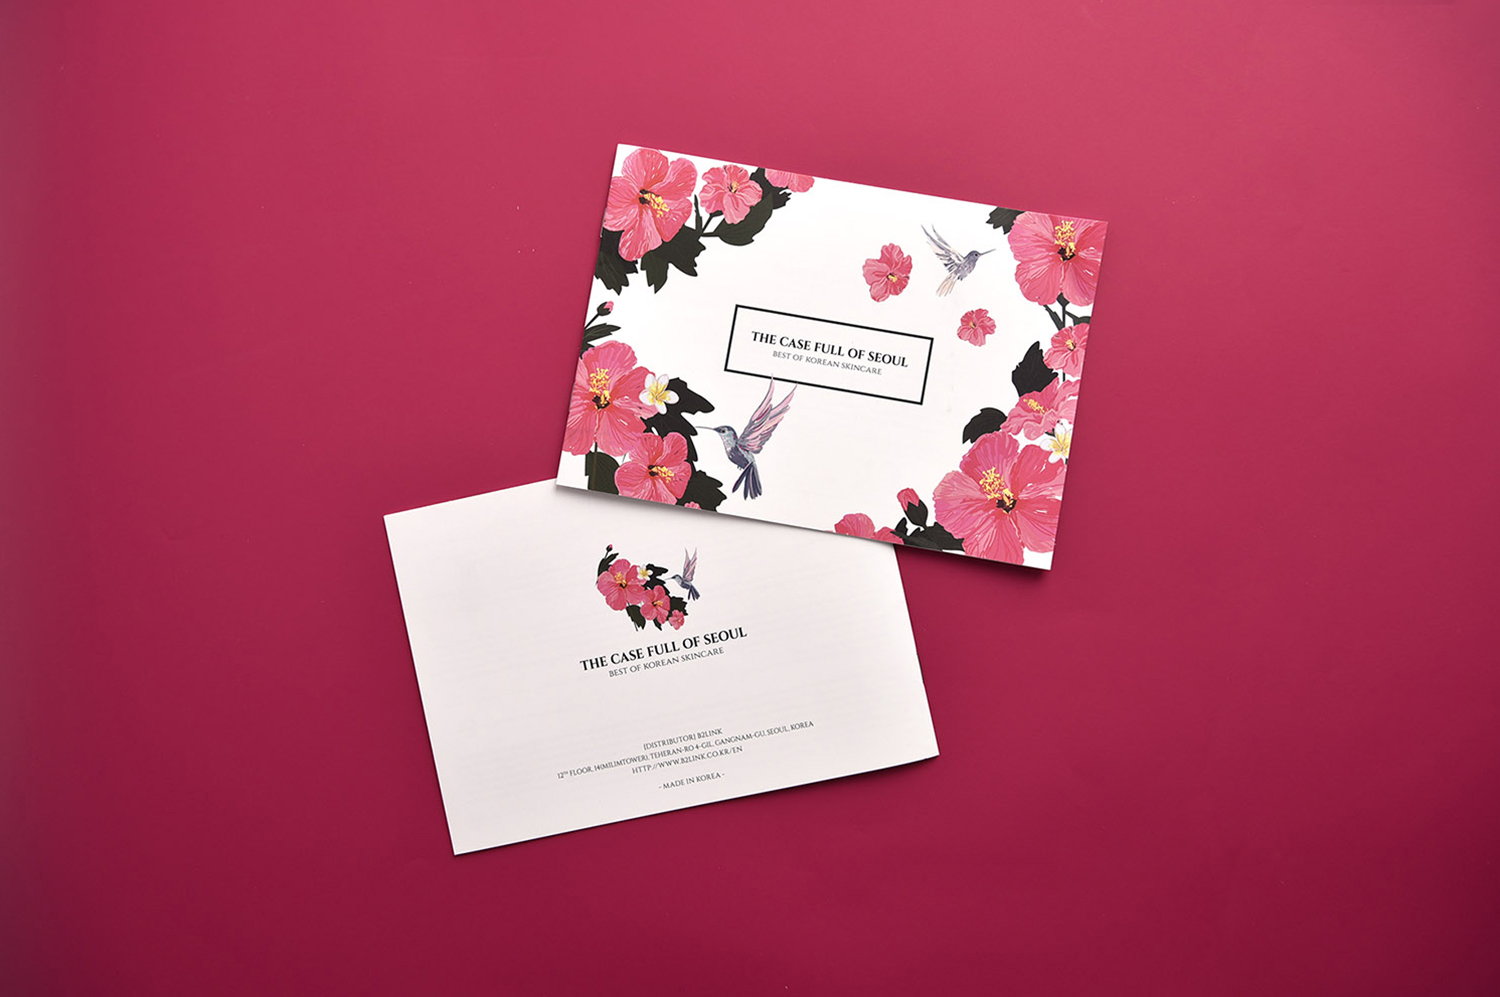 THE CASE FULL OF SEOUL
BEST OF KOREAN SKINCARE
THE CASE FULL OF SEOUL
BEST OF KOREAN SKINCARE
[DISTRIBUTOR] B2LINK
12TH FLOOR, 14(MILIMTOWER), TEHERAN-RO 4-GIL, GANGNAM-GU, SEOUL, KOREA
HTTP://WWW.B2LINK.CO.KR/EN
- MADE IN KOREA -